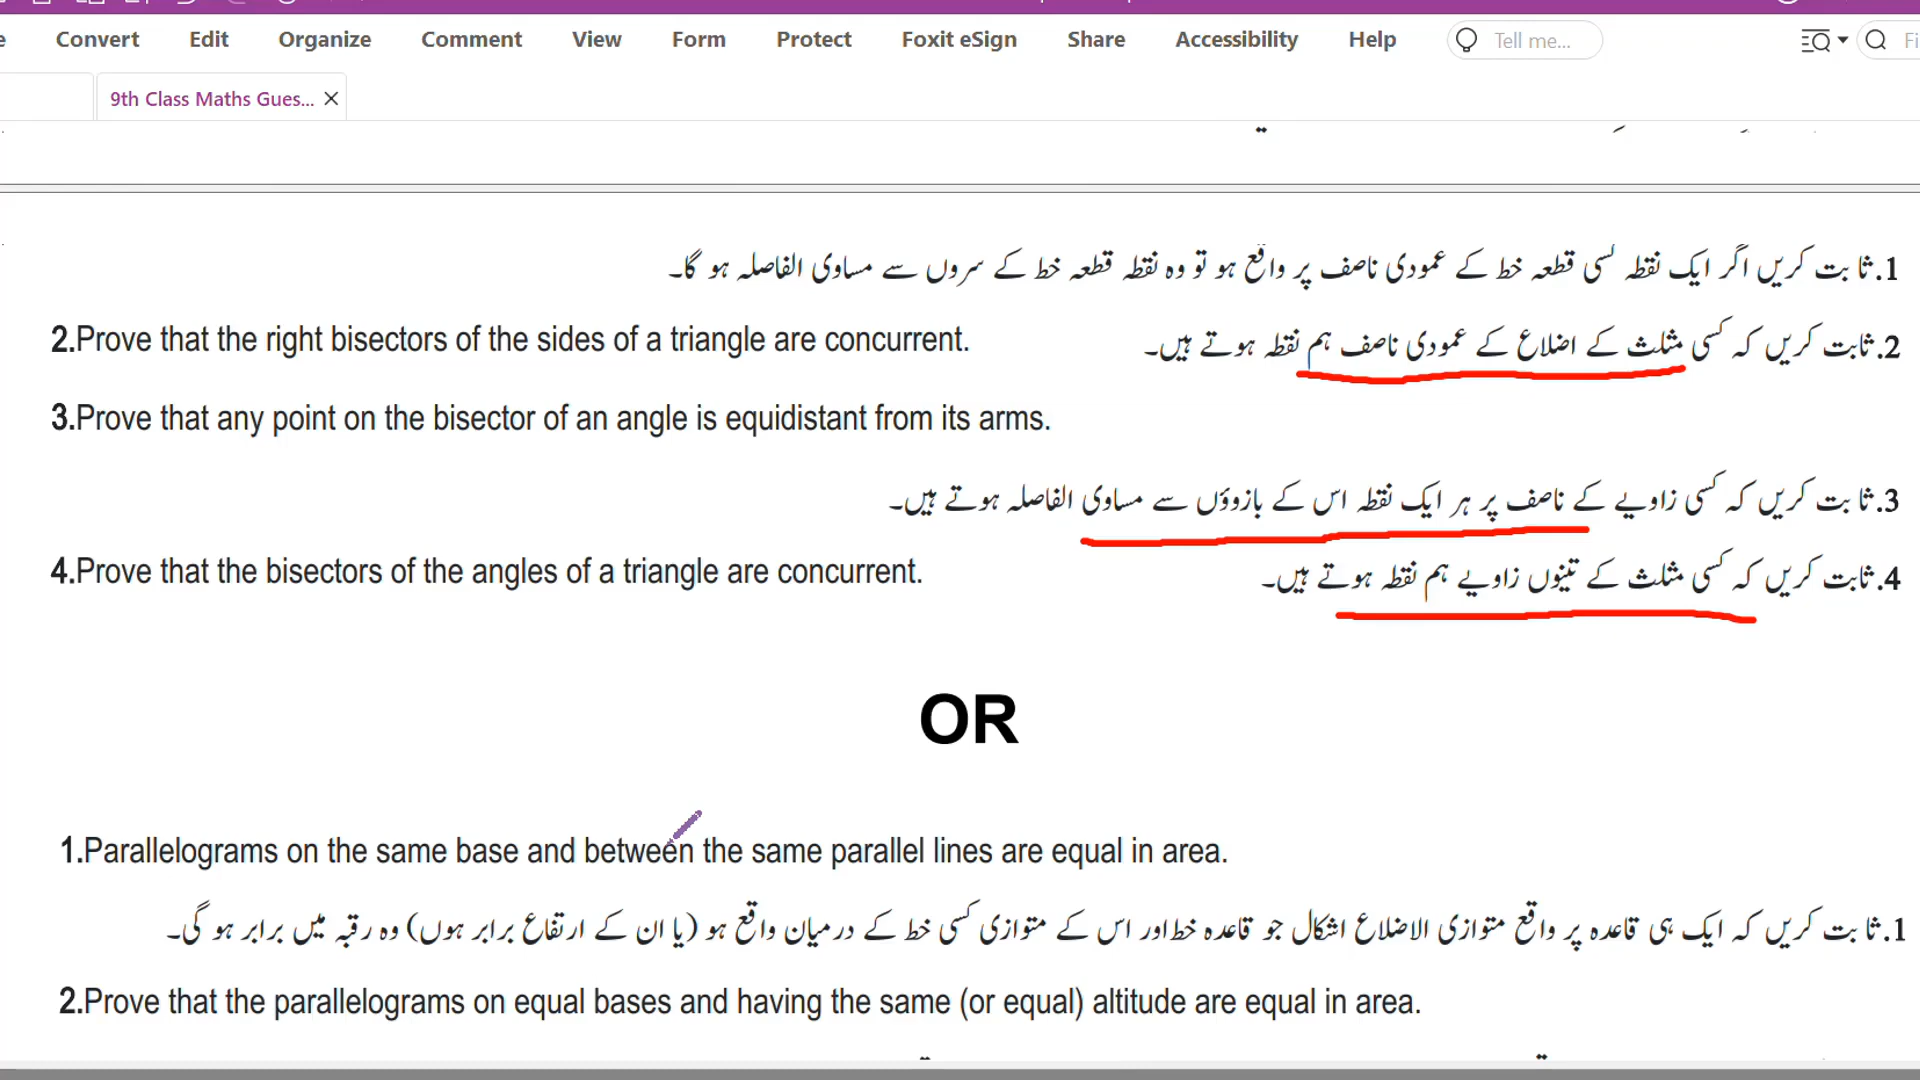 Convert Edit Organize Comment View Form Protect Foxit eSign Share Accessibility Help Tell me...
9th Class Maths Gues...
1. ثابت کریں اگر ایک نقطہ کسی قطعہ خط کے عمودی ناصف پر واقع ہو تو وہ نقطہ قطعہ خط کے سروں سے مساوی الفاصلہ ہو گا۔
2.Prove that the right bisectors of the sides of a triangle are concurrent.
2. ثابت کریں کہ کسی مثلث کے اضلاع کے عمودی ناصف ہم نقطہ ہوتے ہیں۔
3.Prove that any point on the bisector of an angle is equidistant from its arms.
3. ثابت کریں کہ کسی زاویے کے ناصف پر ہر ایک نقطہ اس کے بازوؤں سے مساوی الفاصلہ ہوتے ہیں۔
4.Prove that the bisectors of the angles of a triangle are concurrent.
4. ثابت کریں کہ کسی مثلث کے تینوں زاویے ہم نقطہ ہوتے ہیں۔
OR
1.Parallelograms on the same base and between the same parallel lines are equal in area.
1. ثابت کریں کہ ایک ہی قاعدہ پر واقع متوازی الاضلاع اشکال جو قاعدہ خط اور اس کے متوازی کسی خط کے درمیان واقع ہو (یا ان کے ارتفاع برابر ہوں) وہ رقبہ میں برابر ہو گی۔
2.Prove that the parallelograms on equal bases and having the same (or equal) altitude are equal in area.